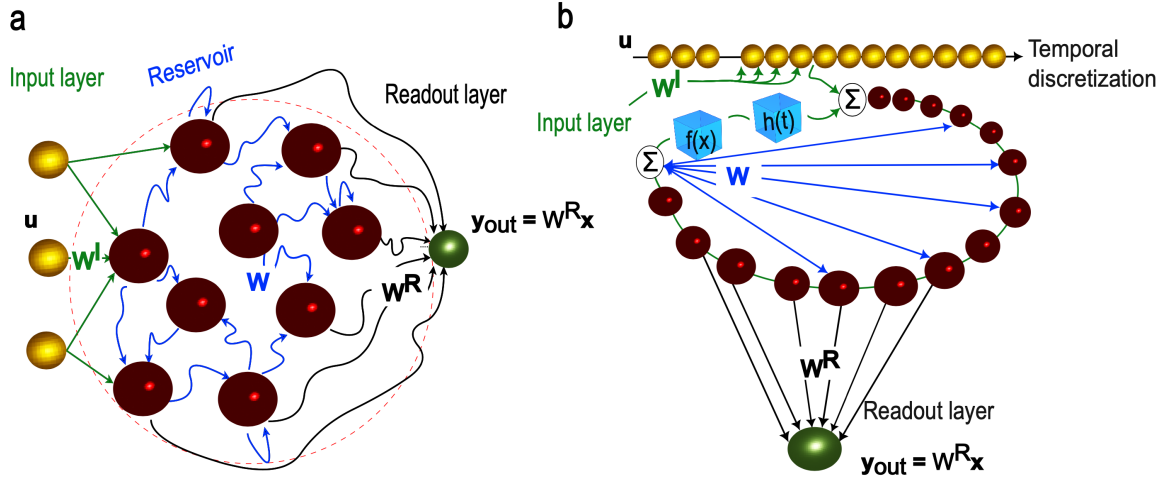 a
Input layer
Reservoir
Readout layer
u
W^I
W
W^R
y_out = W^R x
b
u
Temporal
discretization
W^I
Input layer
Σ
h(t)
f(x)
Σ
W
W^R
Readout layer
y_out = W^R x